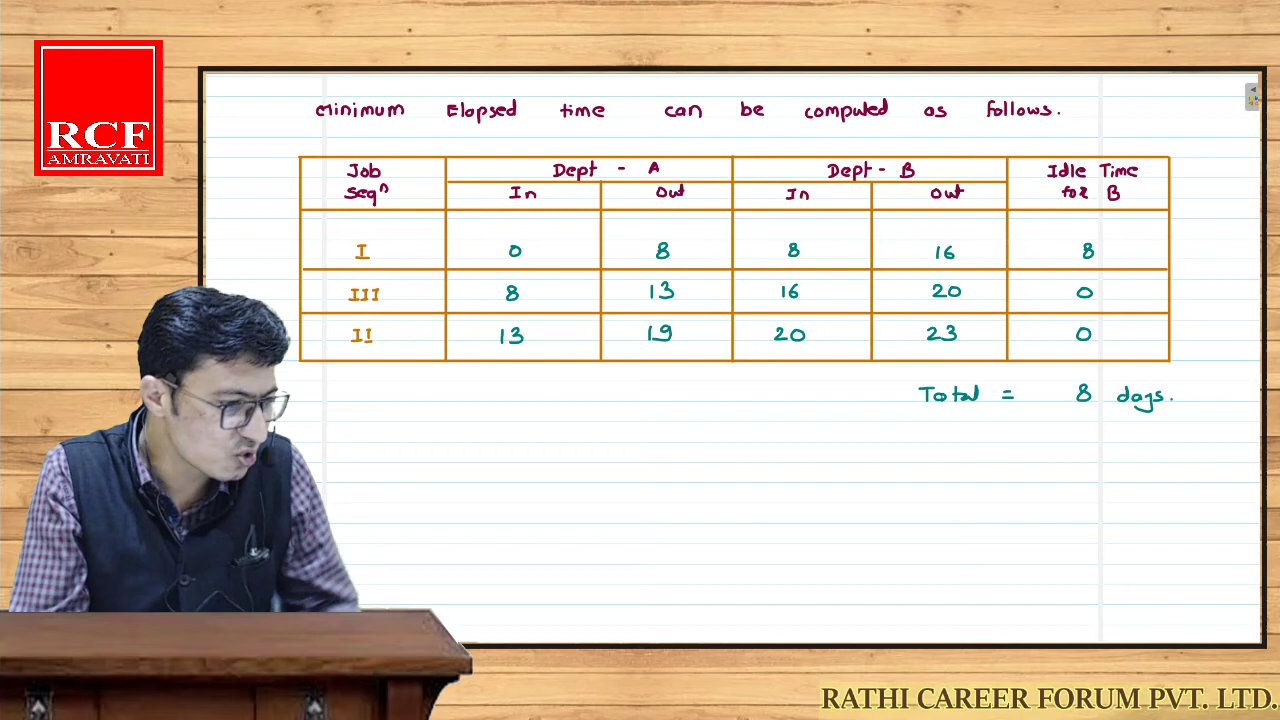 RCF
AMRAVATI
Minimum Elapsed time can be computed as follows.
Job Seqⁿ Dept - A Dept - B Idle Time for B
In Out In Out
I 0 8 8 16 8
III 8 13 16 20 0
II 13 19 20 23 0
Total = 8 days.
RATHI CAREER FORUM PVT. LTD.